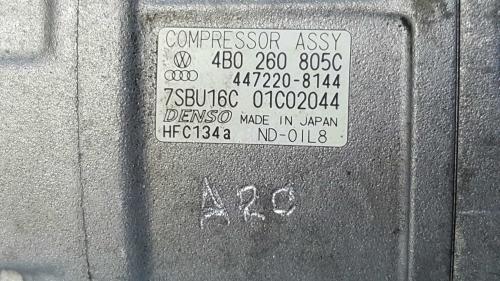 COMPRESSOR ASSY
4B0 260 805C
447220-8144
7SBU16C 01C02044
DENSO MADE IN JAPAN
HFC134a ND-OIL8
A20